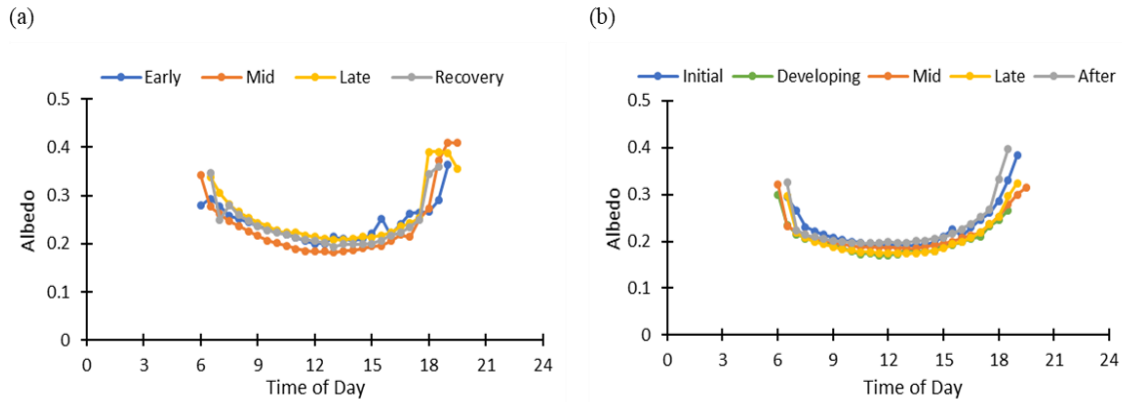 (a)
Early Mid Late Recovery
0.5
0.4
0.3
0.2
0.1
0
Albedo
0 3 6 9 12 15 18 21 24
Time of Day
(b)
Initial Developing Mid Late After
0.5
0.4
0.3
0.2
0.1
0
Albedo
0 3 6 9 12 15 18 21 24
Time of Day